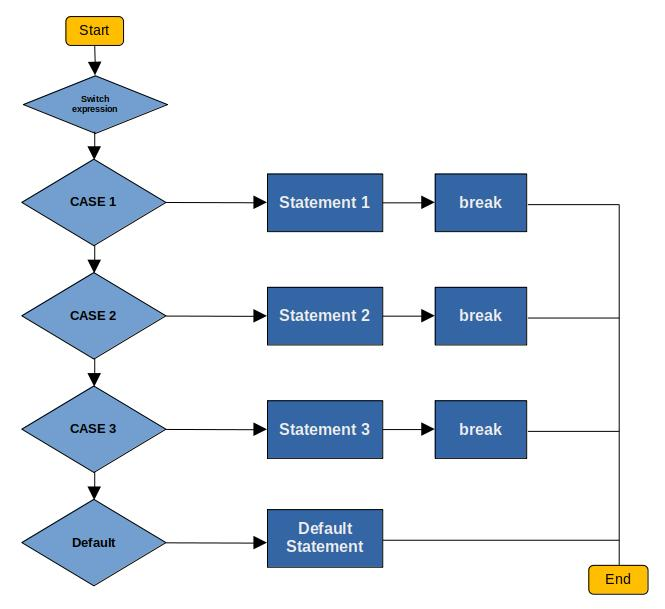 Start
Switch
expression
CASE 1
Statement 1
break
CASE 2
Statement 2
break
CASE 3
Statement 3
break
Default
Default
Statement
End